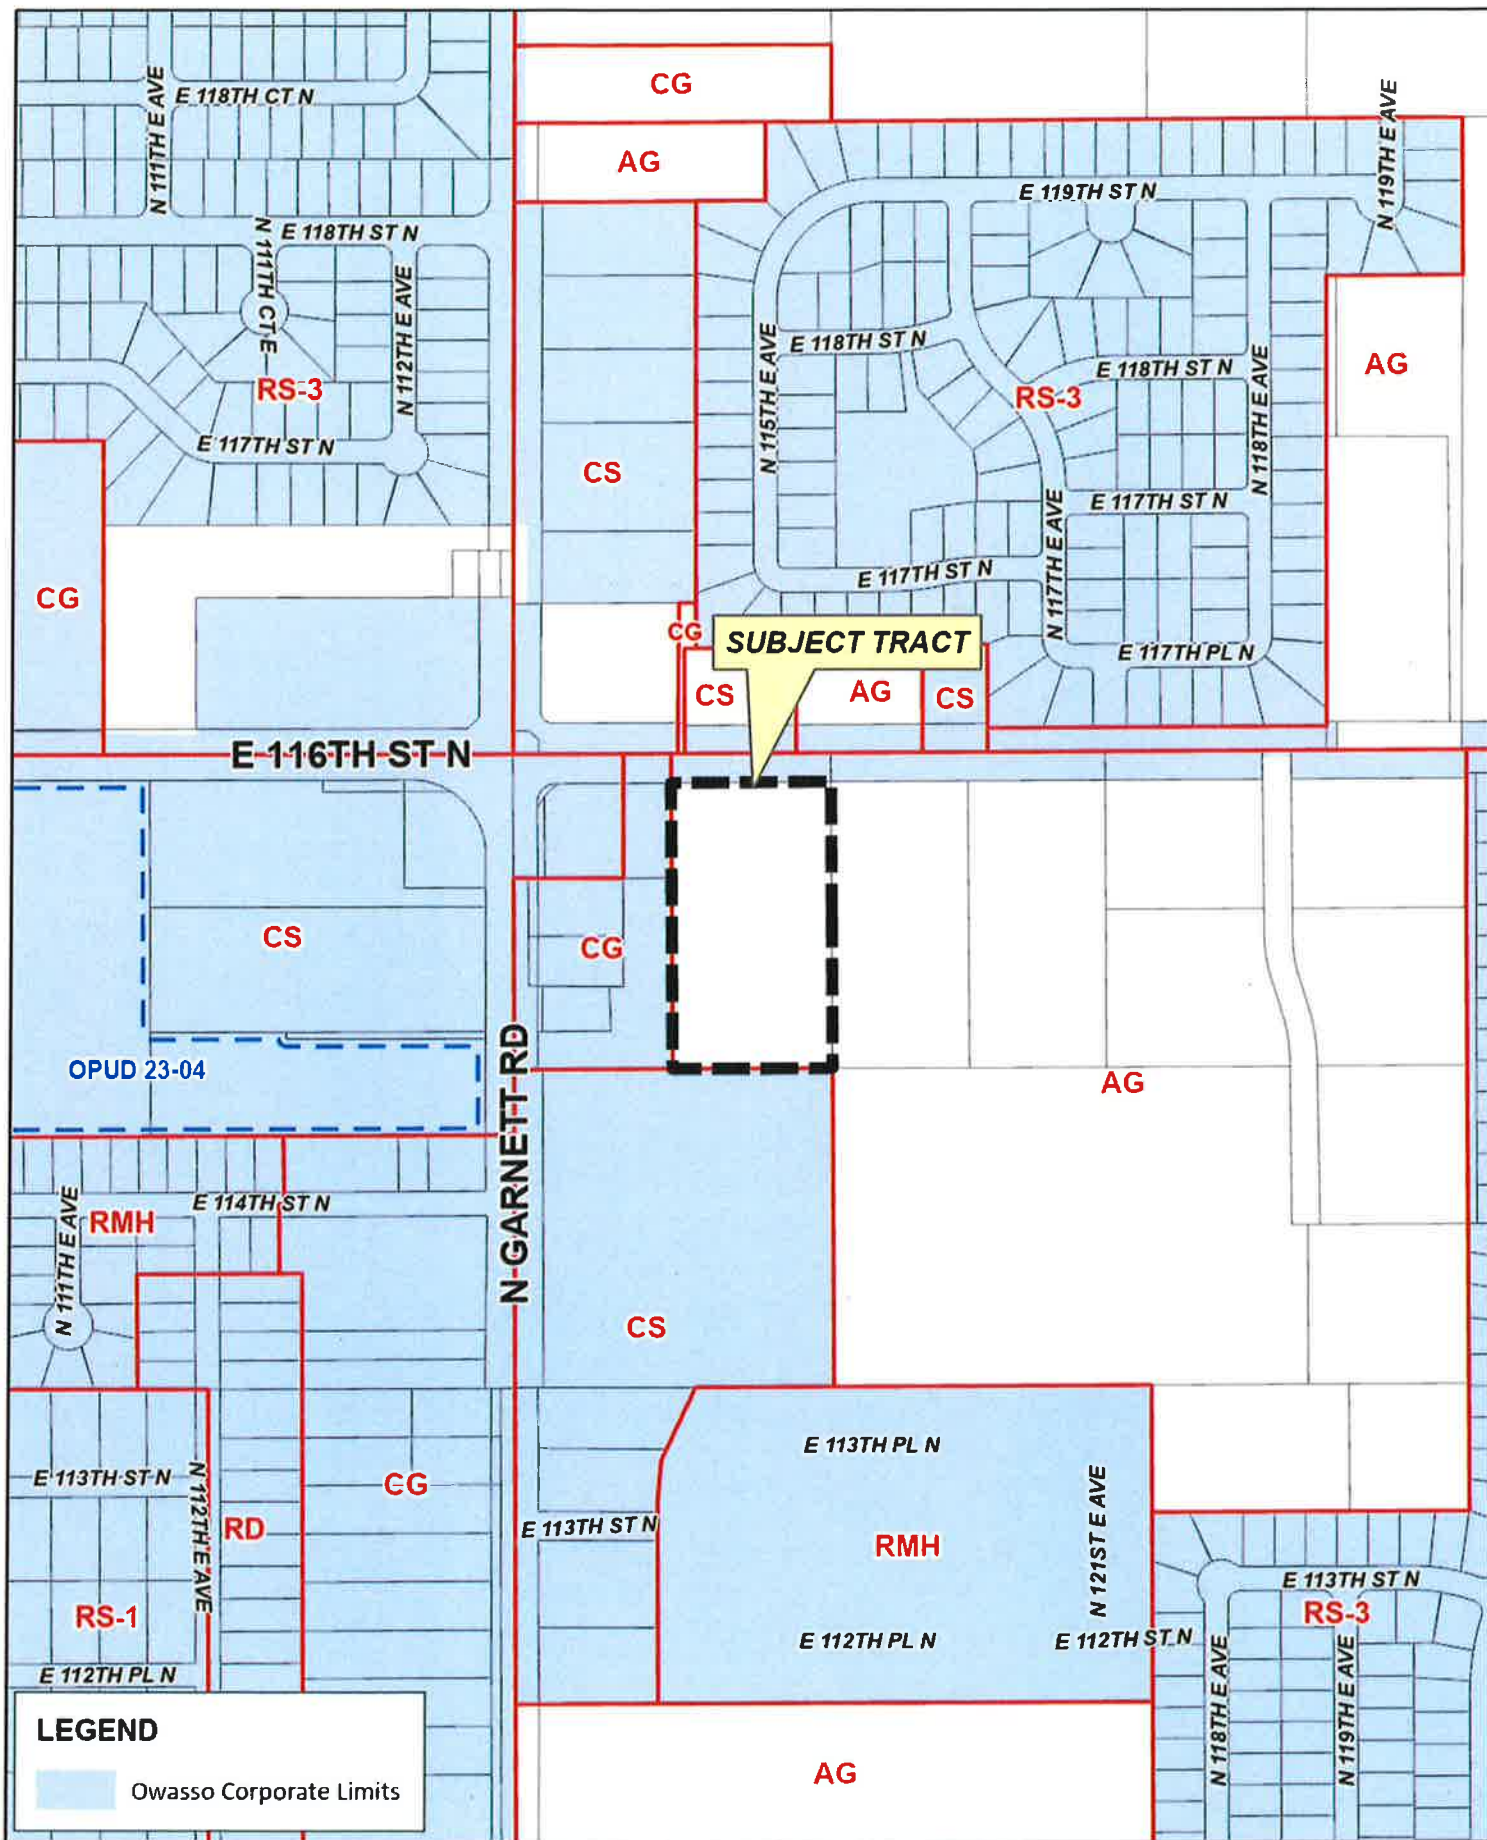 CG
N 111TH E AVE
E 118TH CT N
N 119TH E AVE
AG
E 119TH ST N
N 111TH CT E
E 118TH ST N
N 112TH E AVE
N 115TH E AVE
E 118TH ST N
E 118TH ST N
N 118TH E AVE
AG
RS-3
RS-3
E 117TH ST N
CS
E 117TH ST N
N 117TH E AVE
E 117TH ST N
CG
CG
SUBJECT TRACT
E 117TH PL N
CS
AG
CS
E 116TH ST N
CS
CG
OPUD 23-04
N GARNETT RD
AG
N 111TH E AVE
RMH
E 114TH ST N
CS
E 113TH PL N
E 113TH ST N
N 112TH E AVE
CG
N 121ST E AVE
RD
E 113TH ST N
RMH
E 113TH ST N
RS-3
RS-1
E 112TH PL N
E 112TH ST N
N 118TH E AVE
N 119TH E AVE
E 112TH PL N
LEGEND
AG
Owasso Corporate Limits